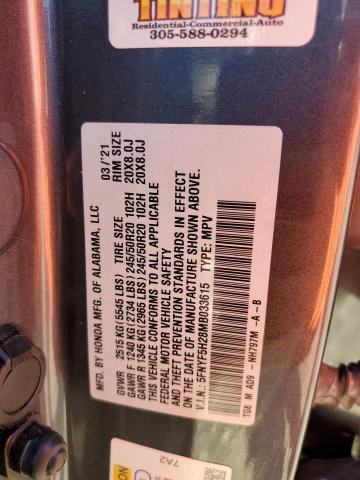 TINTING
Residential-Commercial-Auto
305-588-0294
MFD. BY HONDA MFG. OF ALABAMA, LLC 03/'21
GVWR 2515 KG(5545 LBS) TIRE SIZE RIM SIZE
GAWR F 1240 KG(2734 LBS) 245/50R20 102H 20X8.0J
GAWR R 1345 KG(2965 LBS) 245/50R20 102H 20X8.0J
THIS VEHICLE CONFORMS TO ALL APPLICABLE
FEDERAL MOTOR VEHICLE SAFETY
AND THEFT PREVENTION STANDARDS IN EFFECT
ON THE DATE OF MANUFACTURE SHOWN ABOVE.
V.I.N.: 5FNYF5H28MB033615 TYPE: MPV
TG8 M AD9 - NH797M -A -B
7A2